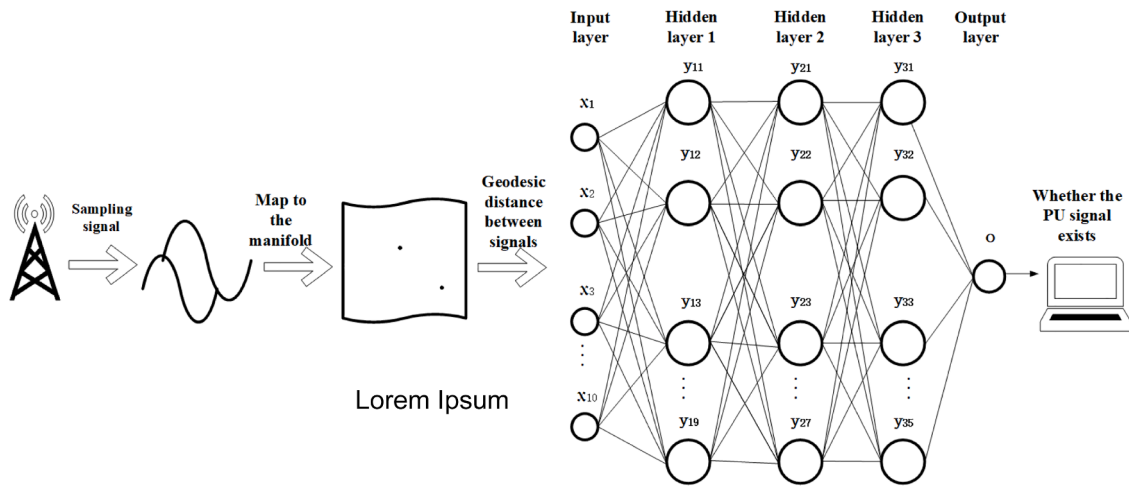 Input
layer
Hidden
layer 1
Hidden
layer 2
Hidden
layer 3
Output
layer
y11
y21
y31
x1
y12
y22
y32
x2
Sampling
signal
Map to
the
manifold
Geodesic
distance
between
signals
Whether the
PU signal
exists
o
x3
y13
y23
y33
Lorem Ipsum
x10
y19
y27
y35